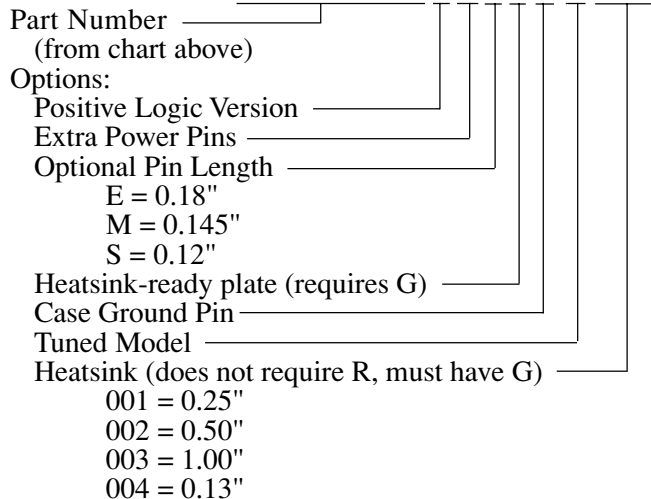 Part Number
(from chart above)
Options:
Positive Logic Version
Extra Power Pins
Optional Pin Length
E = 0.18"
M = 0.145"
S = 0.12"
Heatsink-ready plate (requires G)
Case Ground Pin
Tuned Model
Heatsink (does not require R, must have G)
001 = 0.25"
002 = 0.50"
003 = 1.00"
004 = 0.13"